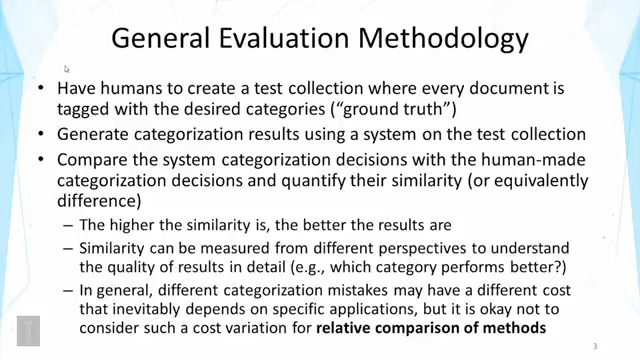 General Evaluation Methodology
• Have humans to create a test collection where every document is
tagged with the desired categories (“ground truth”)
• Generate categorization results using a system on the test collection
• Compare the system categorization decisions with the human-made
categorization decisions and quantify their similarity (or equivalently
difference)
– The higher the similarity is, the better the results are
– Similarity can be measured from different perspectives to understand
the quality of results in detail (e.g., which category performs better?)
– In general, different categorization mistakes may have a different cost
that inevitably depends on specific applications, but it is okay not to
consider such a cost variation for relative comparison of methods
3